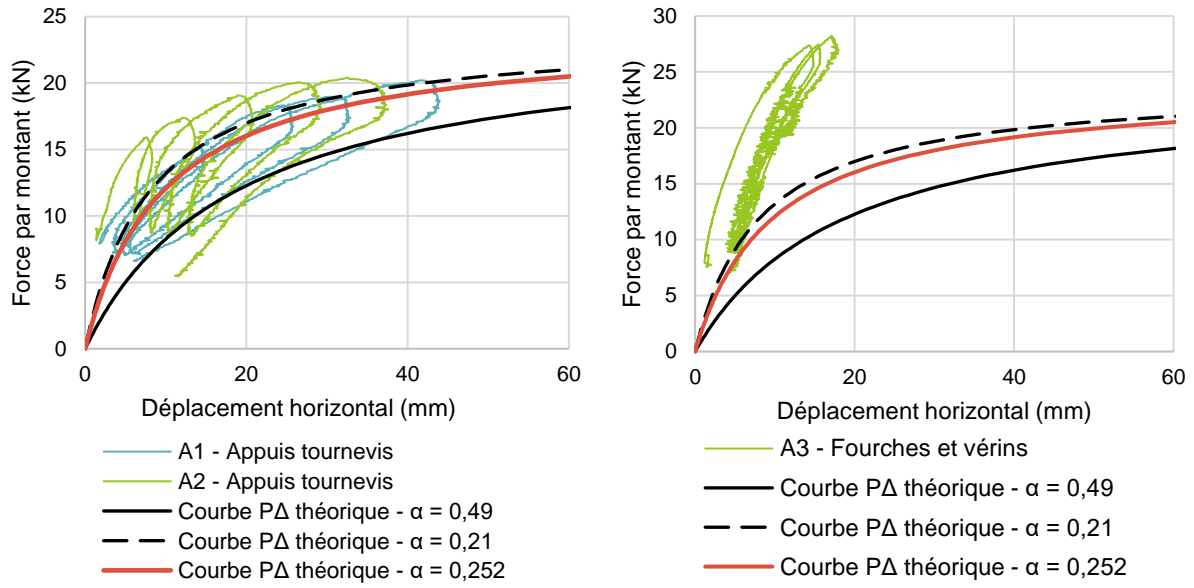 Force par montant (kN)
25
20
15
10
5
0
0
20
40
60
Déplacement horizontal (mm)
A1 - Appuis tournevis
A2 - Appuis tournevis
Courbe PΔ théorique - α = 0,49
Courbe PΔ théorique - α = 0,21
Courbe PΔ théorique - α = 0,252
Force par montant (kN)
30
25
20
15
10
5
0
0
20
40
60
Déplacement horizontal (mm)
A3 - Fourches et vérins
Courbe PΔ théorique - α = 0,49
Courbe PΔ théorique - α = 0,21
Courbe PΔ théorique - α = 0,252